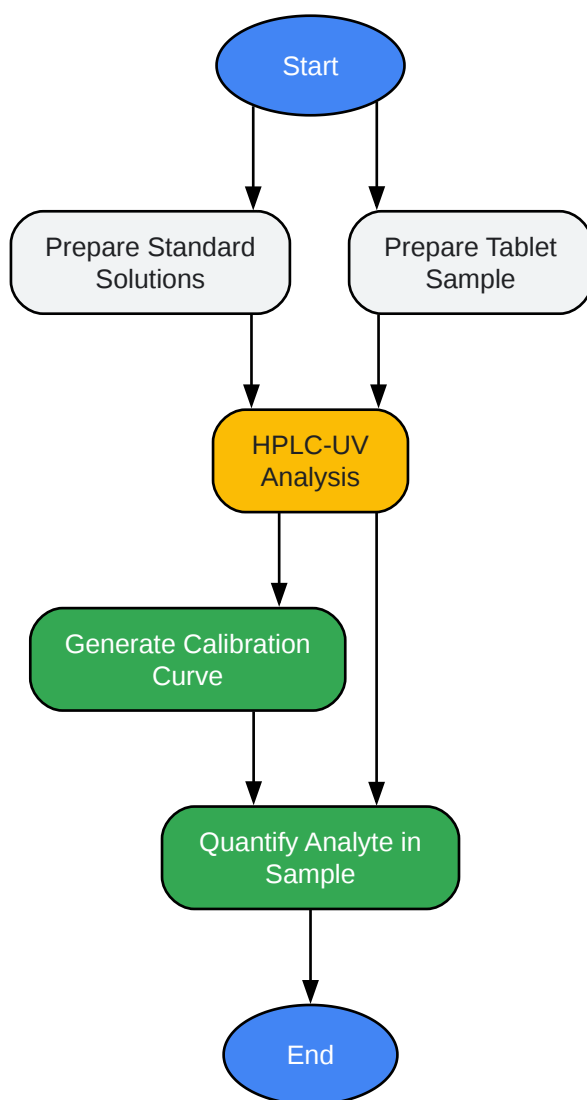 Start
Prepare Standard
Solutions
Prepare Tablet
Sample
HPLC-UV
Analysis
Generate Calibration
Curve
Quantify Analyte in
Sample
End